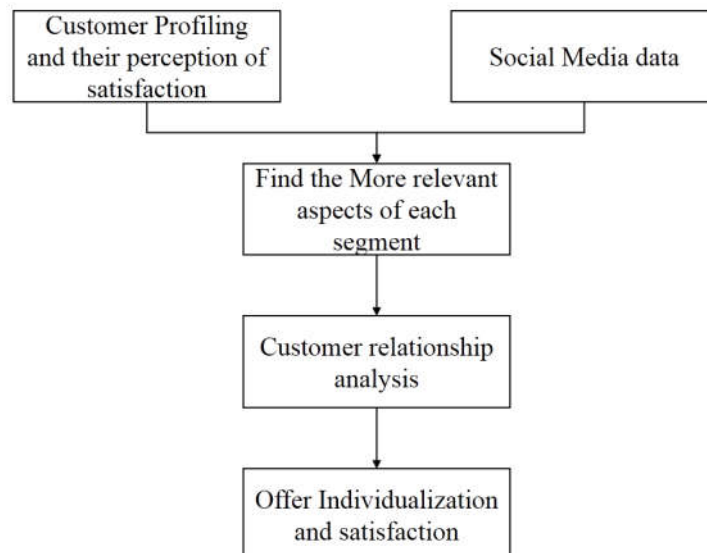 Customer Profiling
and their perception of
satisfaction
Social Media data
Find the More relevant
aspects of each
segment
Customer relationship
analysis
Offer Individualization
and satisfaction